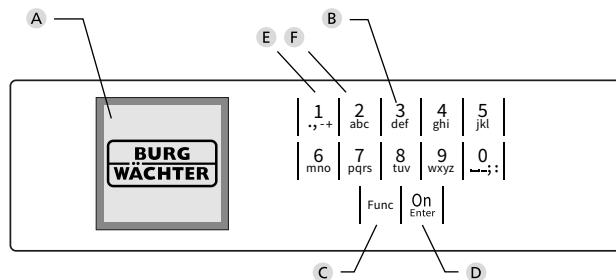 A
E F B
1 2 3 4 5
.,-+ abc def ghi jkl
BURG
WÄCHTER
6 7 8 9 0
mno pqrs tuv wxyz ⎵–;:
Func On
Enter
C D